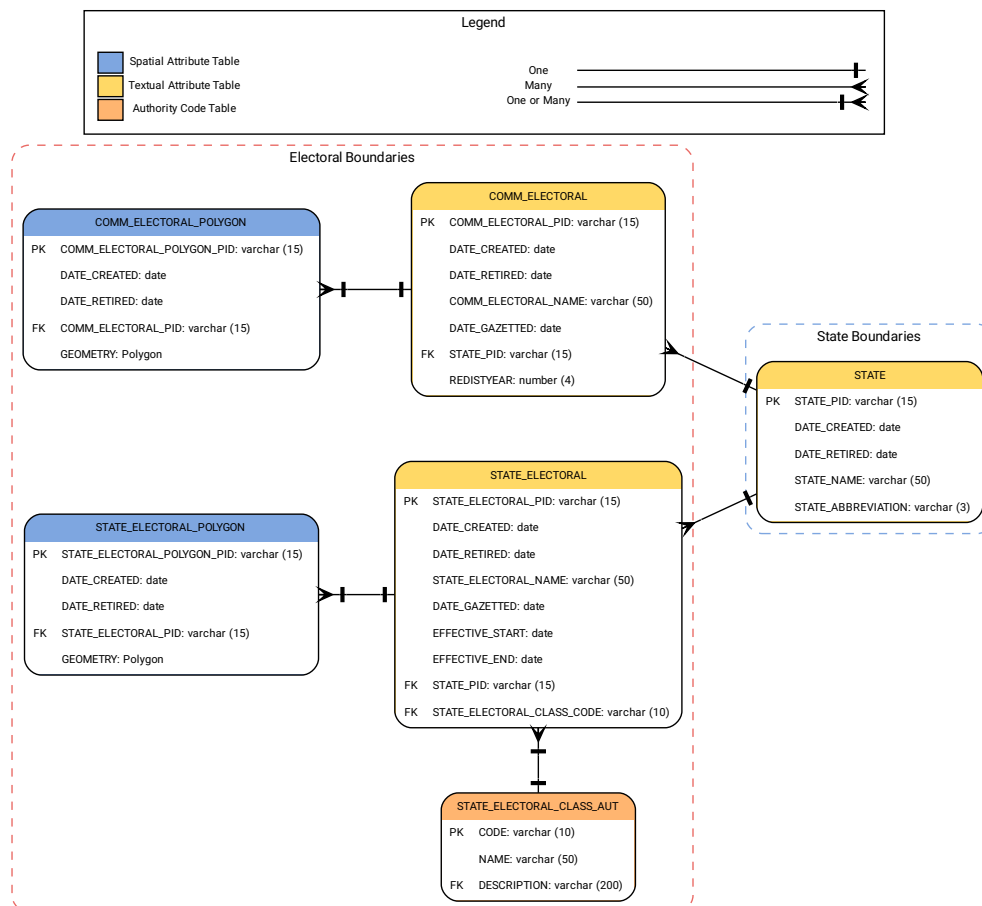 Legend
Spatial Attribute Table
Textual Attribute Table
Authority Code Table
One
Many
One or Many
Electoral Boundaries
COMM_ELECTORAL_POLYGON
PK COMM_ELECTORAL_POLYGON_PID: varchar (15)
DATE_CREATED: date
DATE_RETIRED: date
FK COMM_ELECTORAL_PID: varchar (15)
GEOMETRY: Polygon
COMM_ELECTORAL
PK COMM_ELECTORAL_PID: varchar (15)
DATE_CREATED: date
DATE_RETIRED: date
COMM_ELECTORAL_NAME: varchar (50)
DATE_GAZETTED: date
FK STATE_PID: varchar (15)
REDISTYEAR: number (4)
State Boundaries
STATE
PK STATE_PID: varchar (15)
DATE_CREATED: date
DATE_RETIRED: date
STATE_NAME: varchar (50)
STATE_ABBREVIATION: varchar (3)
STATE_ELECTORAL_POLYGON
PK STATE_ELECTORAL_POLYGON_PID: varchar (15)
DATE_CREATED: date
DATE_RETIRED: date
FK STATE_ELECTORAL_PID: varchar (15)
GEOMETRY: Polygon
STATE_ELECTORAL
PK STATE_ELECTORAL_PID: varchar (15)
DATE_CREATED: date
DATE_RETIRED: date
STATE_ELECTORAL_NAME: varchar (50)
DATE_GAZETTED: date
EFFECTIVE_START: date
EFFECTIVE_END: date
FK STATE_PID: varchar (15)
FK STATE_ELECTORAL_CLASS_CODE: varchar (10)
STATE_ELECTORAL_CLASS_AUT
PK CODE: varchar (10)
NAME: varchar (50)
FK DESCRIPTION: varchar (200)